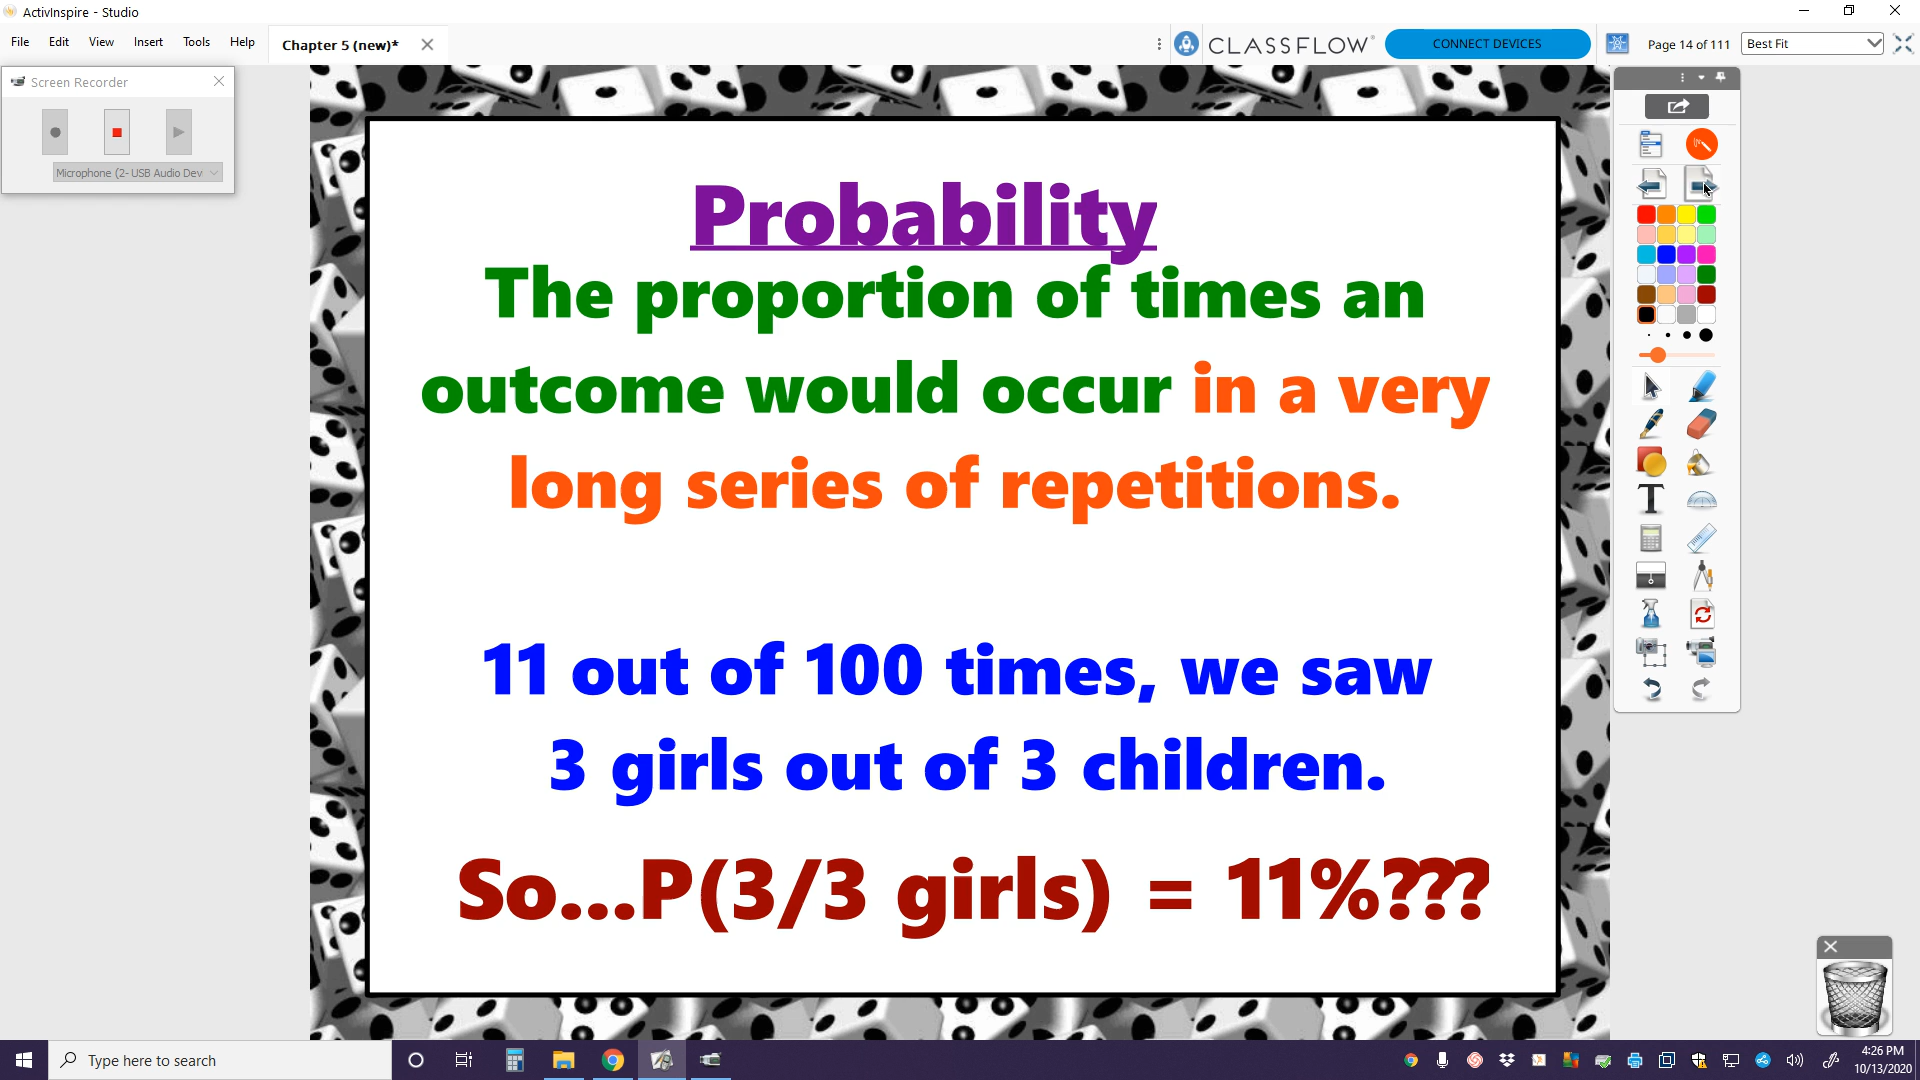 ActivInspire - Studio
File Edit View Insert Tools Help
Chapter 5 (new)*
CLASSFLOW
CONNECT DEVICES
Page 14 of 111
Best Fit
Screen Recorder
Microphone (2- USB Audio Dev
Probability
The proportion of times an
outcome would occur in a very
long series of repetitions.
11 out of 100 times, we saw
3 girls out of 3 children.
So...P(3/3 girls) = 11%???
Type here to search
4:26 PM
10/13/2020